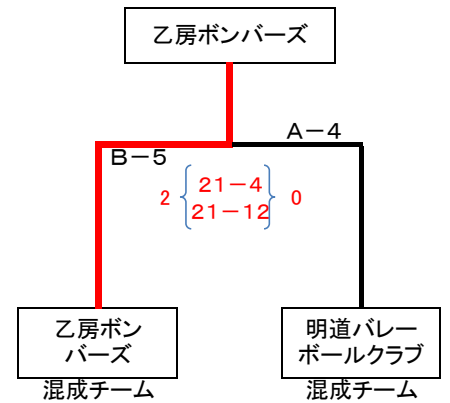 乙房ボンバーズ
A－4
B－5
2 21－4 0
21－12
乙房ボン
バーズ
混成チーム
明道バレー
ボールクラブ
混成チーム